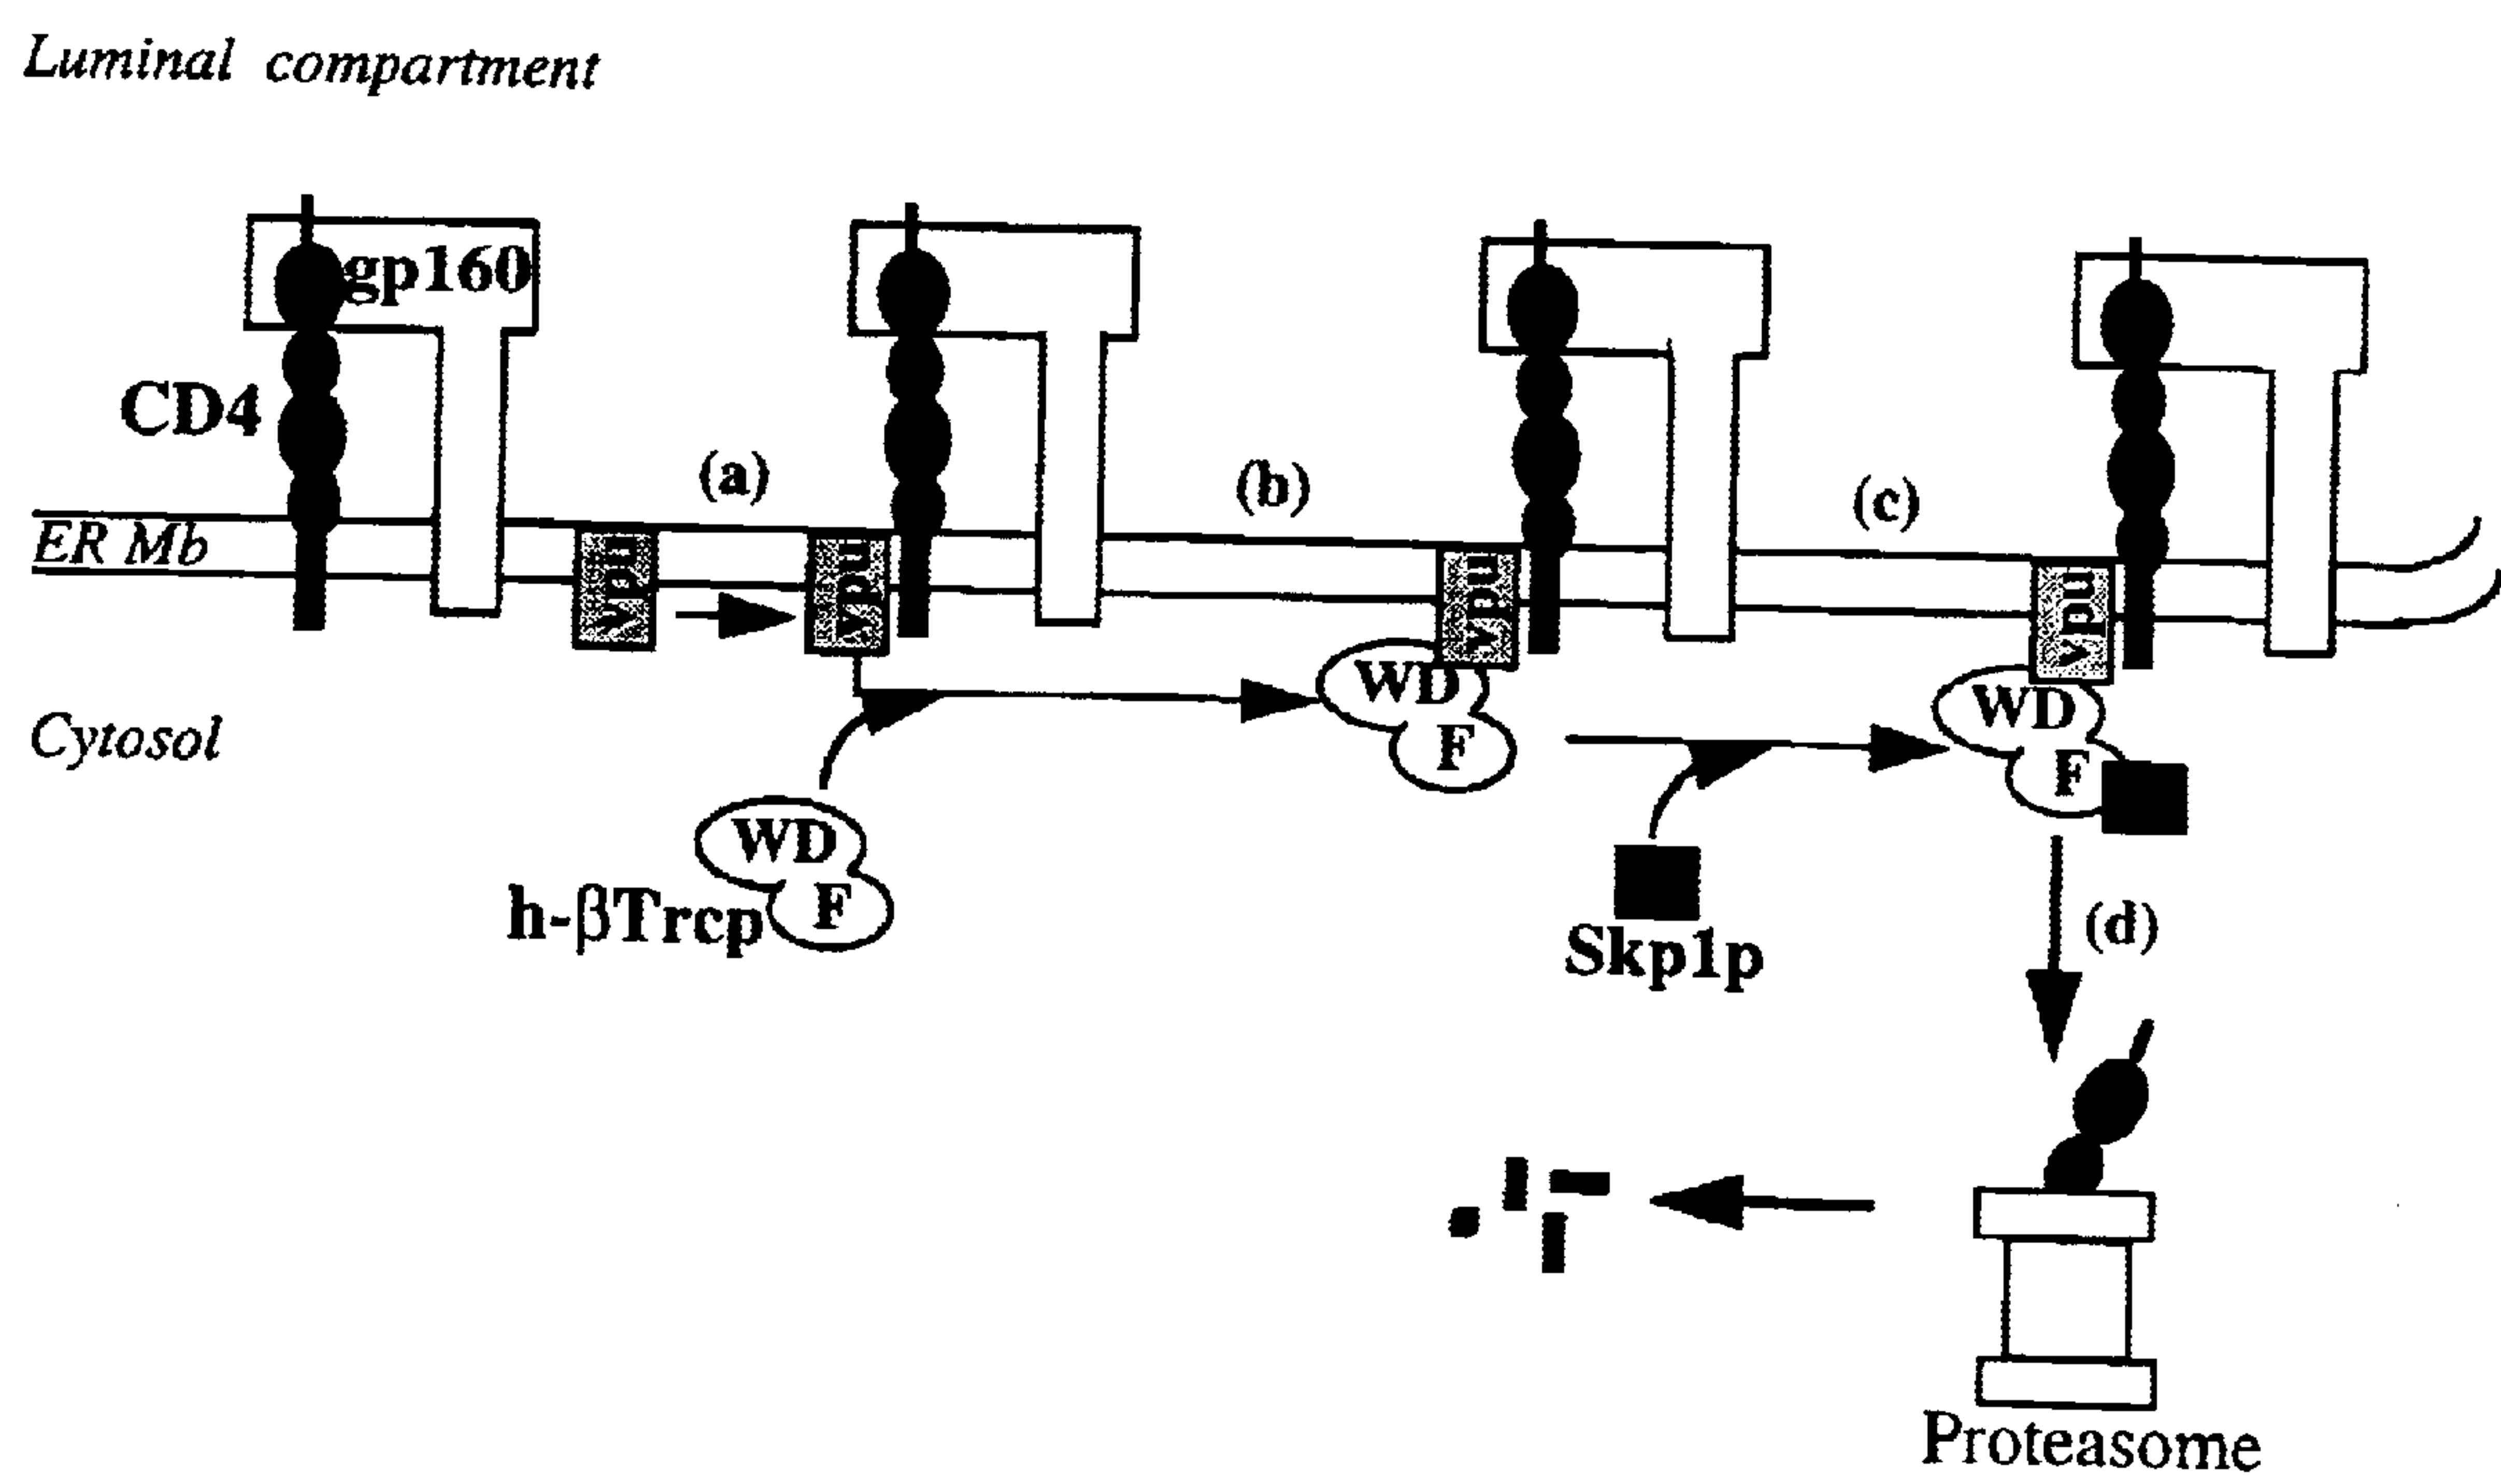 Luminal compartment
gp160
CD4
(a)
(b)
(c)
ER Mb
vpu
vpu
vpu
vpu
WD
F
WD
F
Cytosol
WD
F
h-βTrcp
Skp1p
(d)
Proteasome